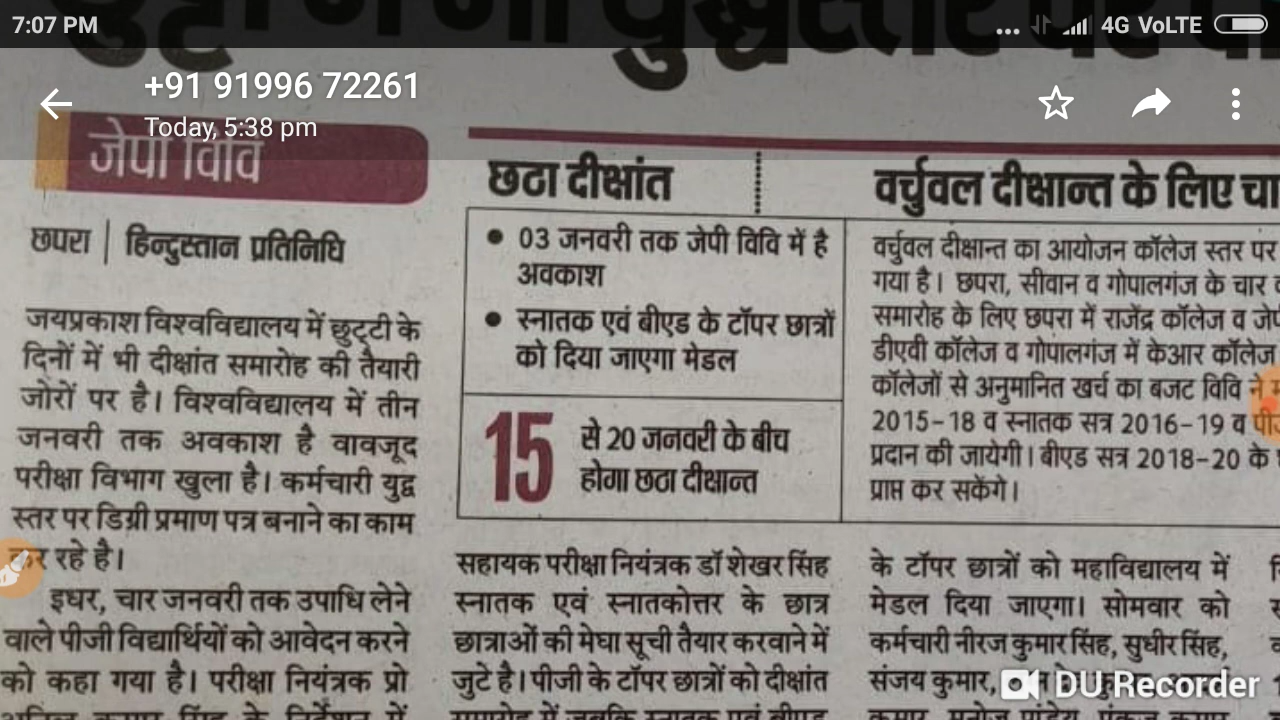 7:07 PM
4G VoLTE
+91 91996 72261
Today, 5:38 pm
जेपी विवि
छपरा | हिन्दुस्तान प्रतिनिधि
जयप्रकाश विश्वविद्यालय में छुट्टी के
दिनों में भी दीक्षांत समारोह की तैयारी
जोरों पर है। विश्वविद्यालय में तीन
जनवरी तक अवकाश है वावजूद
परीक्षा विभाग खुला है। कर्मचारी युद्व
स्तर पर डिग्री प्रमाण पत्र बनाने का काम
कर रहे है।
इधर, चार जनवरी तक उपाधि लेने
वाले पीजी विद्यार्थियों को आवेदन करने
को कहा गया है। परीक्षा नियंत्रक प्रो
छठा दीक्षांत
• 03 जनवरी तक जेपी विवि में है
अवकाश
• स्नातक एवं बीएड के टॉपर छात्रों
को दिया जाएगा मेडल
15 से 20 जनवरी के बीच
होगा छठा दीक्षान्त
सहायक परीक्षा नियंत्रक डॉ शेखर सिंह
स्नातक एवं स्नातकोत्तर के छात्र
छात्राओं की मेघा सूची तैयार करवाने में
जुटे है। पीजी के टॉपर छात्रों को दीक्षांत
समारोह में जबकि स्नातक एवं बीएड
वर्चुवल दीक्षान्त के लिए चा
वर्चुवल दीक्षान्त का आयोजन कॉलेज स्तर पर
गया है। छपरा, सीवान व गोपालगंज के चार
समारोह के लिए छपरा में राजेंद्र कॉलेज व जे
डीएवी कॉलेज व गोपालगंज में केआर कॉलेज
कॉलेजों से अनुमानित खर्च का बजट विवि ने
2015-18 व स्नातक सत्र 2016-19 व पी
प्रदान की जायेगी। बीएड सत्र 2018-20 के
प्राप्त कर सकेंगे।
के टॉपर छात्रों को महाविद्यालय में
मेडल दिया जाएगा। सोमवार को
कर्मचारी नीरज कुमार सिंह, सुधीर सिंह,
संजय कुमार,
DU Recorder